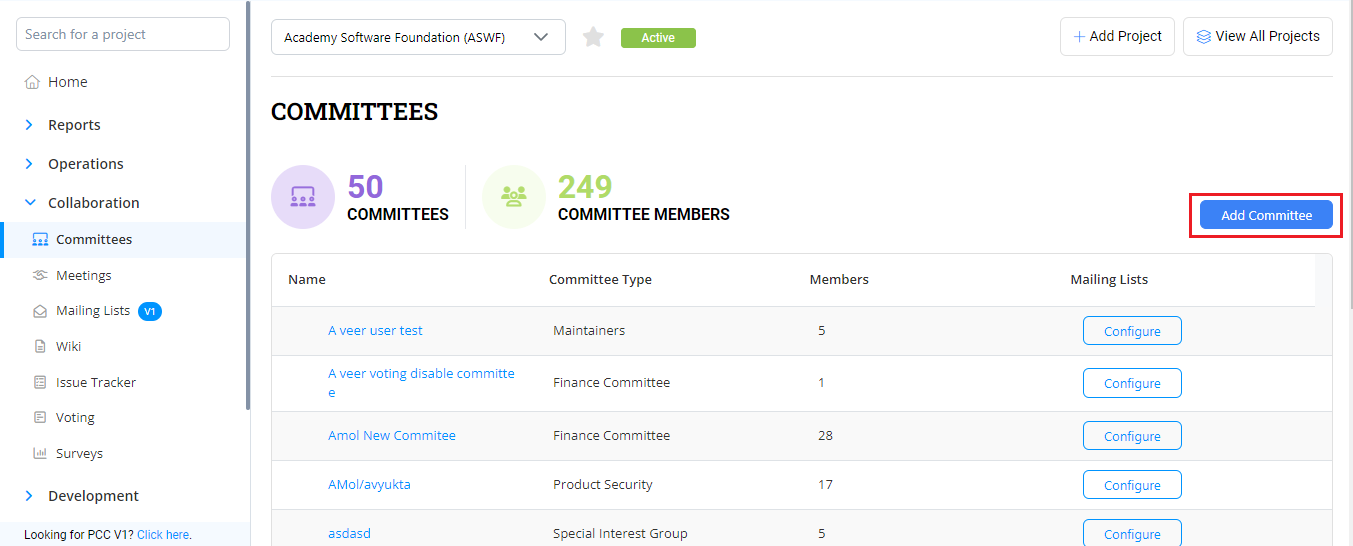 Search for a project
Home
Reports
Operations
Collaboration
Committees
Meetings
Mailing Lists V1
Wiki
Issue Tracker
Voting
Surveys
Development
Looking for PCC V1? Click here.
Academy Software Foundation (ASWF)
Active
Add Project
View All Projects
COMMITTEES
50
COMMITTEES
249
COMMITTEE MEMBERS
Add Committee
Name Committee Type Members Mailing Lists
A veer user test Maintainers 5 Configure
A veer voting disable committe
e
Finance Committee 1 Configure
Amol New Commitee Finance Committee 28 Configure
AMol/avyukta Product Security 17 Configure
asdasd Special Interest Group 5 Configure